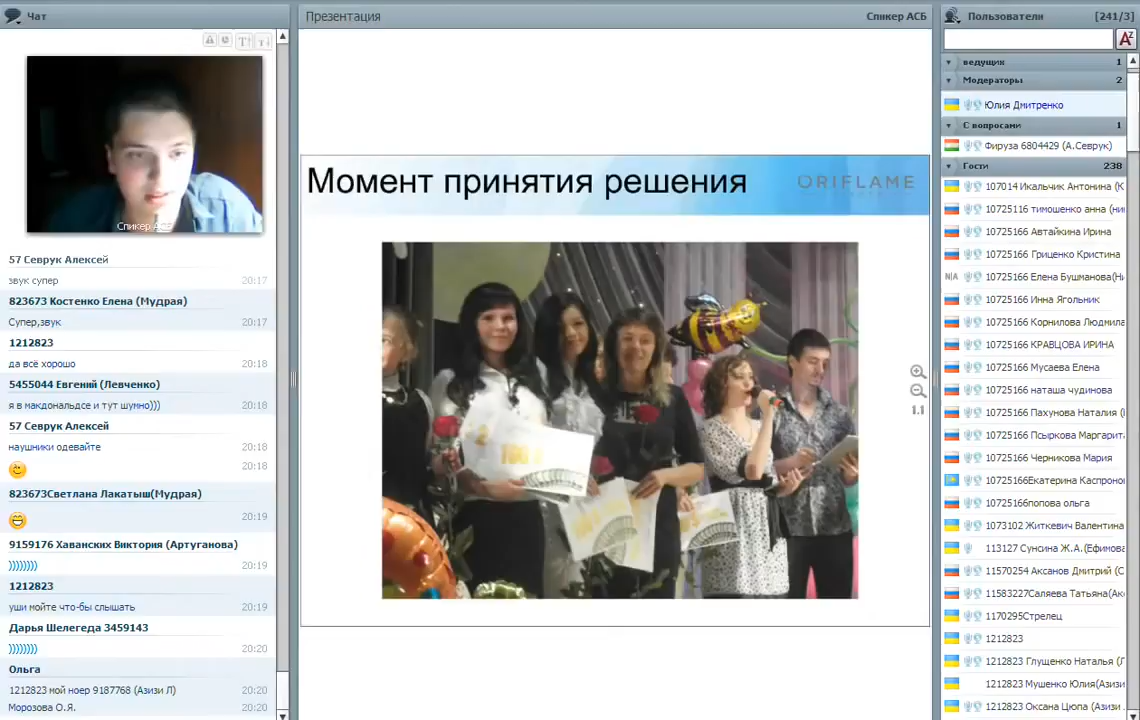 Чат
Спикер АСБ
57 Севрук Алексей
звук супер 20:17
823673 Костенко Елена (Мудрая)
Супер,звук 20:17
1212823
да всё хорошо 20:18
5455044 Евгений (Левченко)
я в макдональдсе и тут шумно))) 20:18
57 Севрук Алексей
наушники одевайте 20:18
20:18
823673Светлана Лакатыш(Мудрая)
20:19
9159176 Хаванских Виктория (Артуганова)
)))))))) 20:19
1212823
уши мойте что-бы слышать 20:19
Дарья Шелегеда 3459143
)))))))) 20:20
Ольга
1212823 мой ноер 9187768 (Азизи Л) 20:20
Морозова О.Я. 20:20
Презентация Спикер АСБ
Момент принятия решения
ORIFLAME
1:1
Пользователи [241/3]
ведущих 1
Модераторы 2
Юлия Дмитренко
С вопросами 1
Фируза 6804429 (А.Севрук)
Гости 238
107014 Икальчик Антонина (К
10725116 тимошенко анна (ни
10725166 Автайкина Ирина
10725166 Гриценко Кристина
N\A 10725166 Елена Бушманова(Н
10725166 Инна Ягольник
10725166 Корнилова Людмила
10725166 КРАВЦОВА ИРИНА
10725166 Мусаева Елена
10725166 наташа чудинова
10725166 Пахунова Наталия (
10725166 Псыркова Маргарит
10725166 Черникова Мария
10725166Екатерина Каспроно
10725166попова ольга
1073102 Житкевич Валентина
113127 Сунсина Ж.А.(Ефимова
11570254 Аксанов Дмитрий (С
11583227Саляева Татьяна(Ак
1170295Стрелец
1212823
1212823 Глущенко Наталья (Л
1212823 Мушенко Юлия(Азизи
1212823 Оксана Цюпа (Азизи